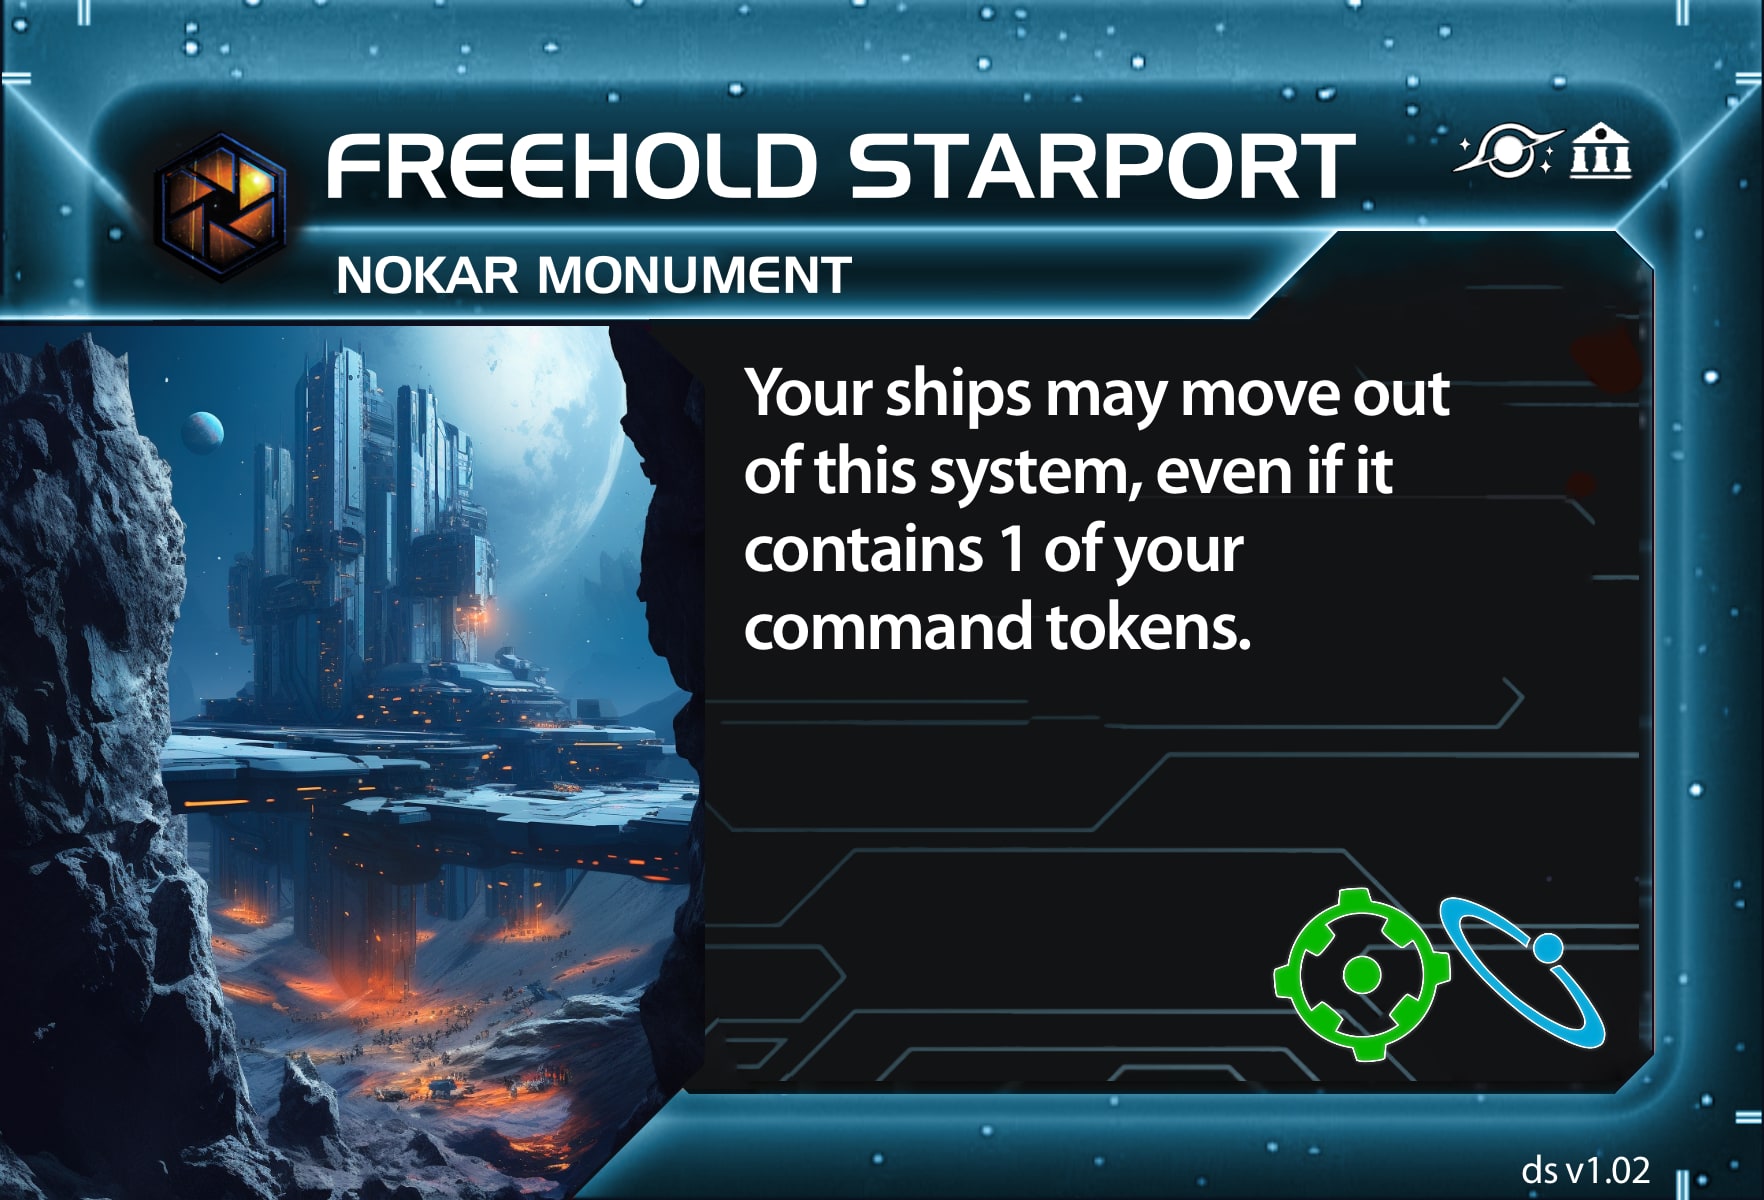 FREEHOLD STARPORT
NOKAR MONUMENT
Your ships may move out
of this system, even if it
contains 1 of your
command tokens.
ds v1.02